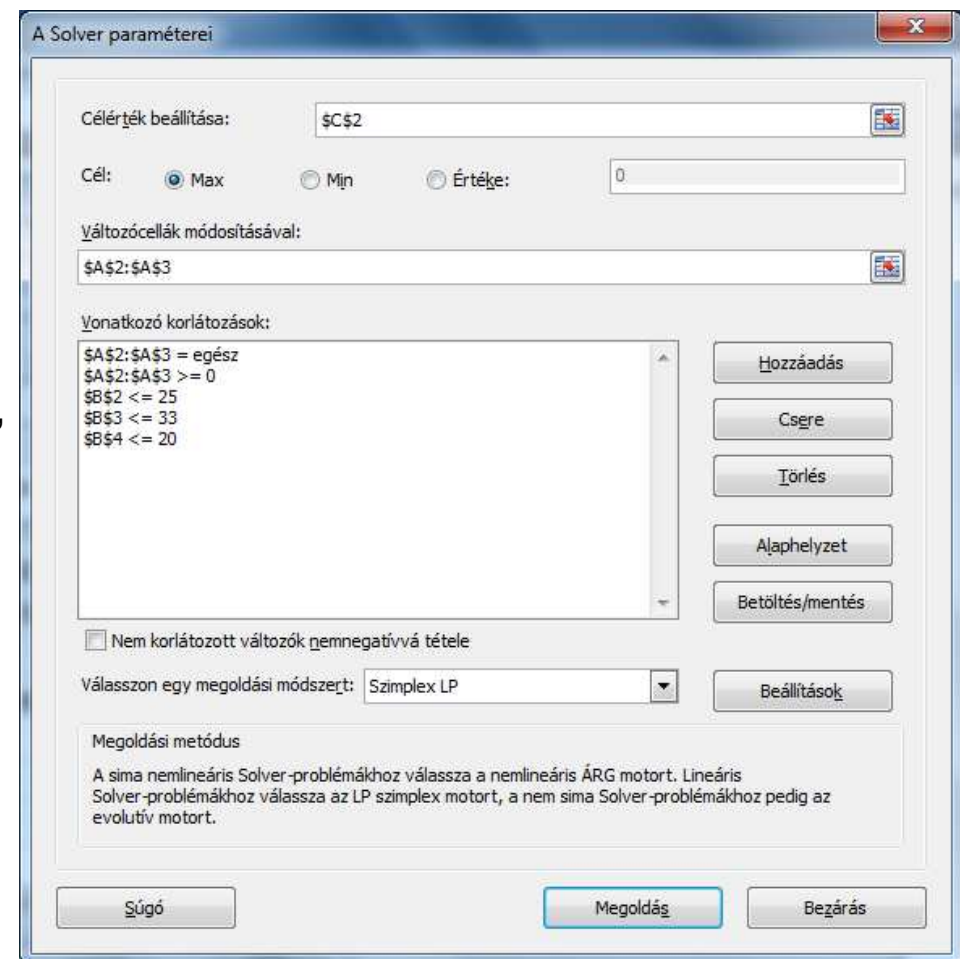 A Solver paraméterei
Célérték beállítása: $C$2
Cél: Max Min Értéke: 0
Változócellák módosításával:
$A$2:$A$3
Vonatkozó korlátozások:
$A$2:$A$3 = egész
$A$2:$A$3 >= 0
$B$2 <= 25
$B$3 <= 33
$B$4 <= 20
Hozzáadás
Csere
Törlés
Alaphelyzet
Betöltés/mentés
Nem korlátozott változók nemnegatívvá tétele
Válasszon egy megoldási módszert: Szimplex LP
Beállítások
Megoldási metódus
A sima nemlineáris Solver-problémákhoz válassza a nemlineáris ÁRG motort. Lineáris
Solver-problémákhoz válassza az LP szimplex motort, a nem sima Solver-problémákhoz pedig az
evolutív motort.
Súgó
Megoldás
Bezárás